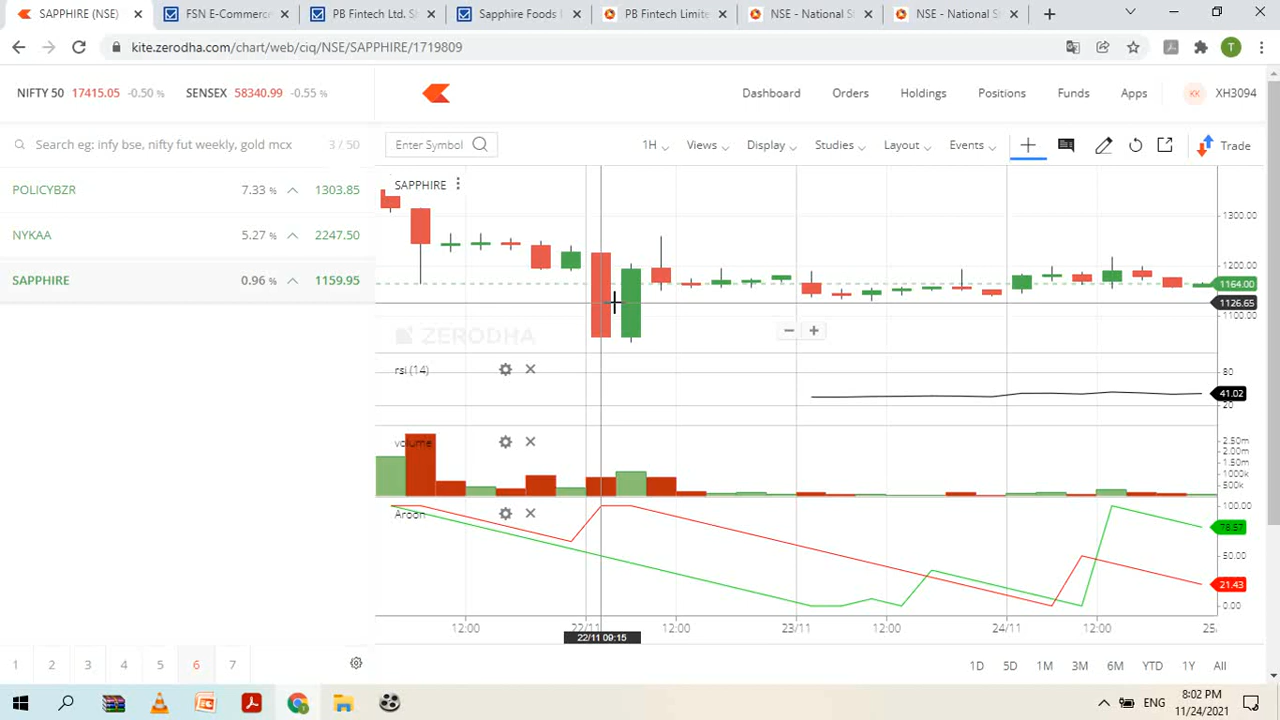 SAPPHIRE (NSE)
FSN E-Commerc
PB Fintech Ltd. S
Sapphire Foods I
PB Fintech Limite
NSE - National S
NSE - National S
kite.zerodha.com/chart/web/ciq/NSE/SAPPHIRE/1719809
T
NIFTY 50 17415.05 -0.50 % SENSEX 58340.99 -0.55 %
Dashboard Orders Holdings Positions Funds Apps KK XH3094
Search eg: infy bse, nifty fut weekly, gold mcx 3 / 50
Enter Symbol 1H Views Display Studies Layout Events Trade
POLICYBZR 7.33 % 1303.85
NYKAA 5.27 % 2247.50
SAPPHIRE 0.96 % 1159.95
SAPPHIRE
1300.00
1200.00
1164.00
1126.65
1100.00
ZERODHA
rsi (14)
80
41.02
20
volume
2.50m
2.00m
1.50m
1000k
500k
Aroon
100.00
78.57
50.00
21.43
0.00
12:00 22/11 12:00 23/11 12:00 24/11 12:00 25
22/11 09:15
1 2 3 4 5 6 7
1D 5D 1M 3M 6M YTD 1Y All
ENG
8:02 PM
11/24/2021